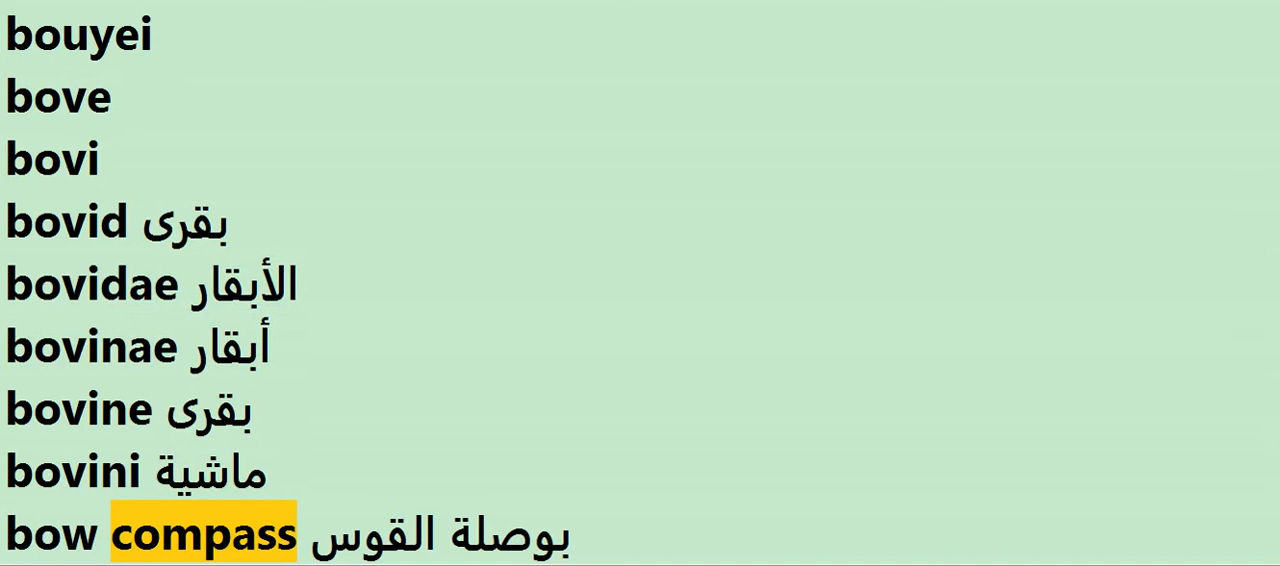 bouyei
bove
bovi
bovid بقرى
bovidae الأبقار
bovinae أبقار
bovine بقرى
bovini ماشية
bow compass بوصلة القوس